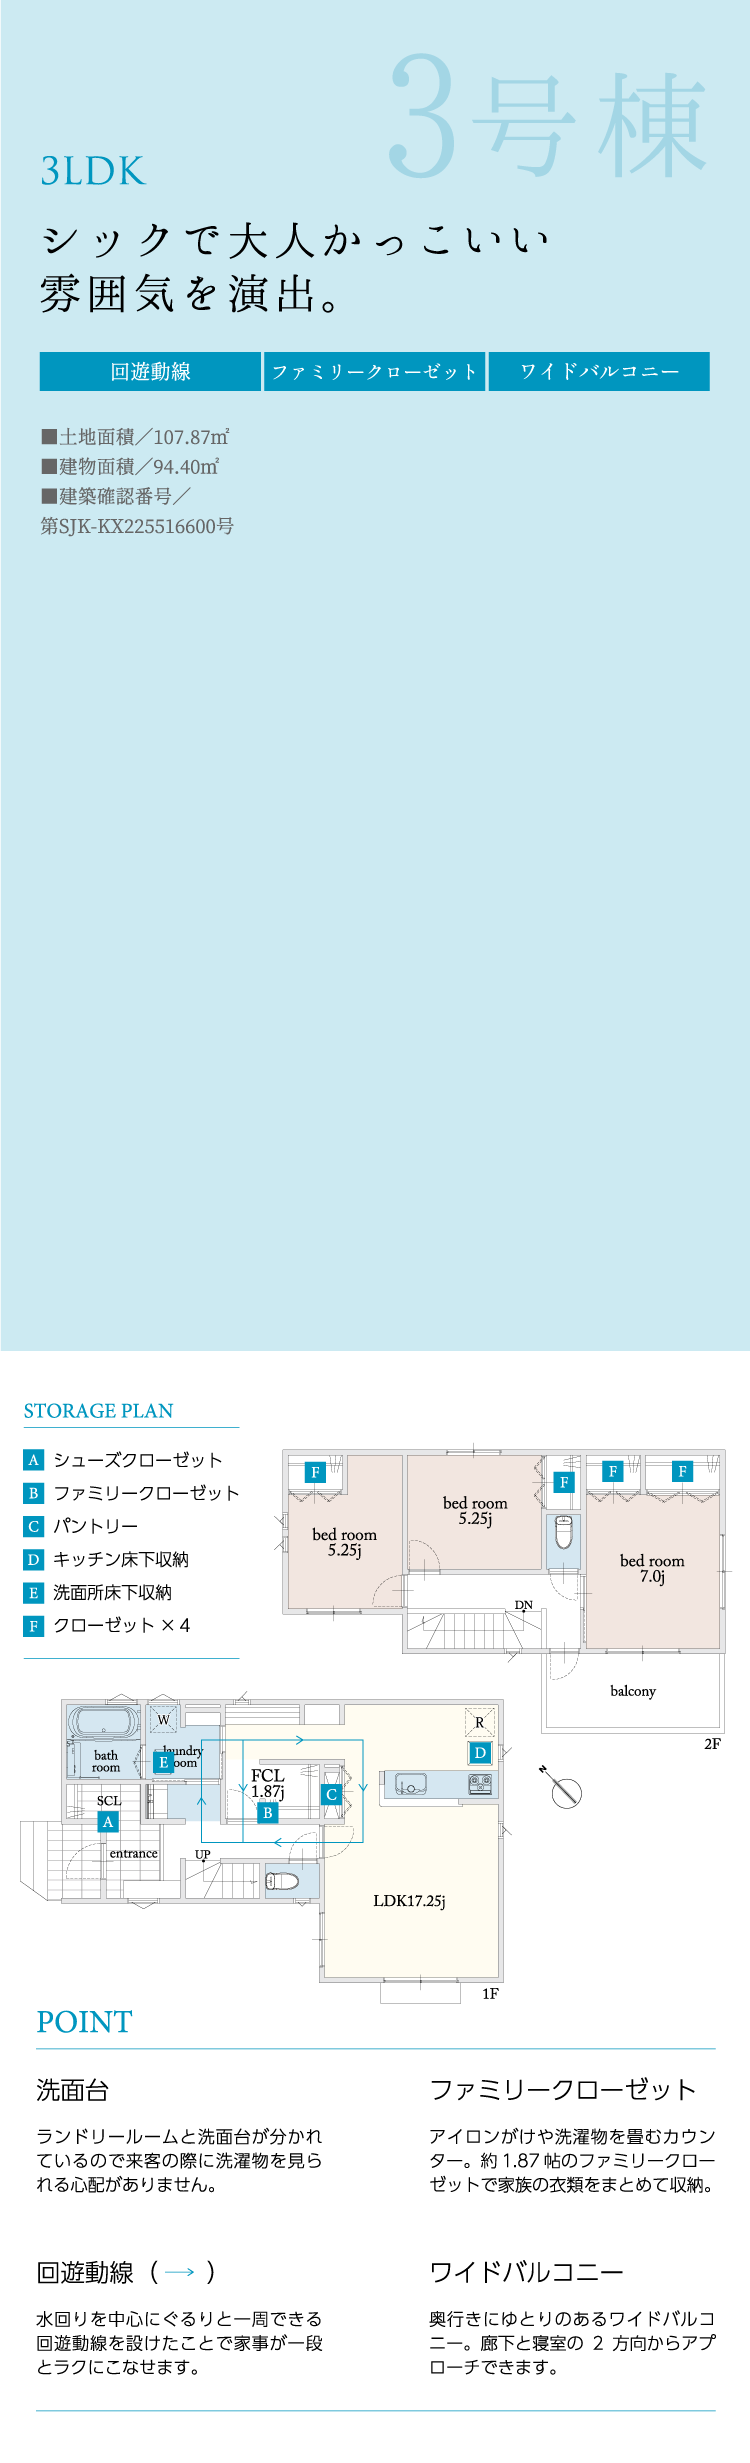 3号棟
3LDK
シックで大人かっこいい
雰囲気を演出。
回遊動線
ファミリークローゼット
ワイドバルコニー
■土地面積／107.87㎡
■建物面積／94.40㎡
■建築確認番号／
第SJK-KX225516600号
STORAGE PLAN
A シューズクローゼット
B ファミリークローゼット
C パントリー
D キッチン床下収納
E 洗面所床下収納
F クローゼット×4
F
F
F
F
bed room
5.25j
bed room
5.25j
bed room
7.0j
DN
balcony
2F
W
R
bath
room
E
laundry
room
D
FCL
1.87j
B
C
SCL
A
entrance
UP
N
LDK17.25j
1F
POINT
洗面台
ランドリールームと洗面台が分かれ
ているので来客の際に洗濯物を見ら
れる心配がありません。
ファミリークローゼット
アイロンがけや洗濯物を畳むカウン
ター。約1.87帖のファミリークロー
ゼットで家族の衣類をまとめて収納。
回遊動線（→）
水回りを中心にぐるりと一周できる
回遊動線を設けたことで家事が一段
とラクにこなせます。
ワイドバルコニー
奥行きにゆとりのあるワイドバルコ
ニー。廊下と寝室の2方向からアプ
ローチできます。